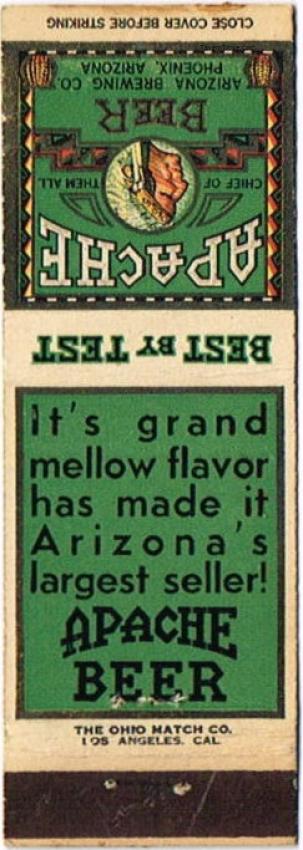 CLOSE COVER BEFORE STRIKING
APACHE
CHIEF OF THEM ALL
BEER
ARIZONA BREWING CO.
PHOENIX, ARIZONA
BEST BY TEST
It's grand
mellow flavor
has made it
Arizona's
largest seller!
APACHE
BEER
THE OHIO MATCH CO.
LOS ANGELES. CAL